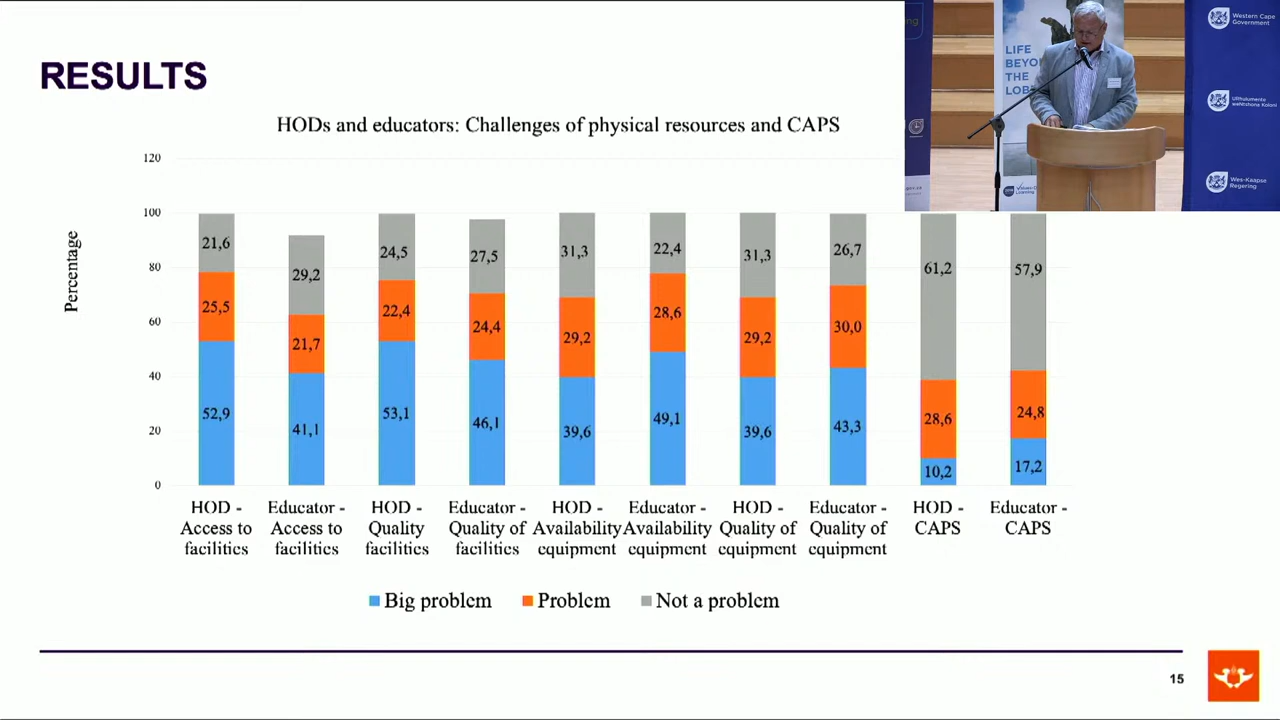 RESULTS
HODs and educators: Challenges of physical resources and CAPS
Percentage
120
100
80
60
40
20
0
21,6
25,5
52,9
29,2
21,7
41,1
24,5
22,4
53,1
27,5
24,4
46,1
31,3
29,2
39,6
22,4
28,6
49,1
31,3
29,2
39,6
26,7
30,0
43,3
61,2
28,6
10,2
57,9
24,8
17,2
HOD -
Access to
facilities
Educator -
Access to
facilities
HOD -
Quality
facilities
Educator -
Quality of
facilities
HOD -
Availability
equipment
Educator -
Availability
equipment
HOD -
Quality of
equipment
Educator -
Quality of
equipment
HOD -
CAPS
Educator -
CAPS
Big problem
Problem
Not a problem
15
LIFE
BEYO
THE
LOB
Learning
Western Cape
Government
Wes-Kaapse
Regering